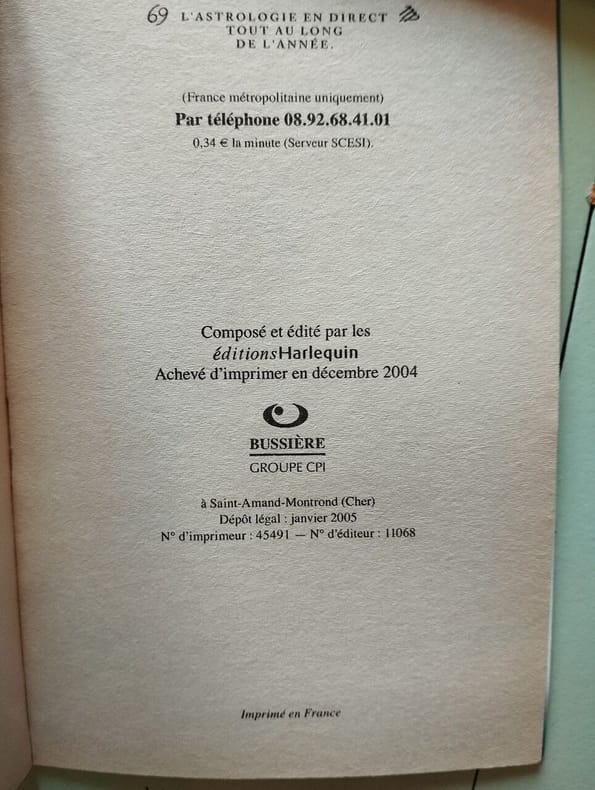 L'ASTROLOGIE EN DIRECT
TOUT AU LONG
DE L'ANNÉE.
(France métropolitaine uniquement)
Par téléphone 08.92.68.41.01
0,34 € la minute (Serveur SCESI).
Composé et édité par les
éditionsHarlequin
Achevé d'imprimer en décembre 2004
BUSSIÈRE
GROUPE CPI
à Saint-Amand-Montrond (Cher)
Dépôt légal : janvier 2005
N° d'imprimeur : 45491 — N° d'éditeur : 11068
Imprimé en France